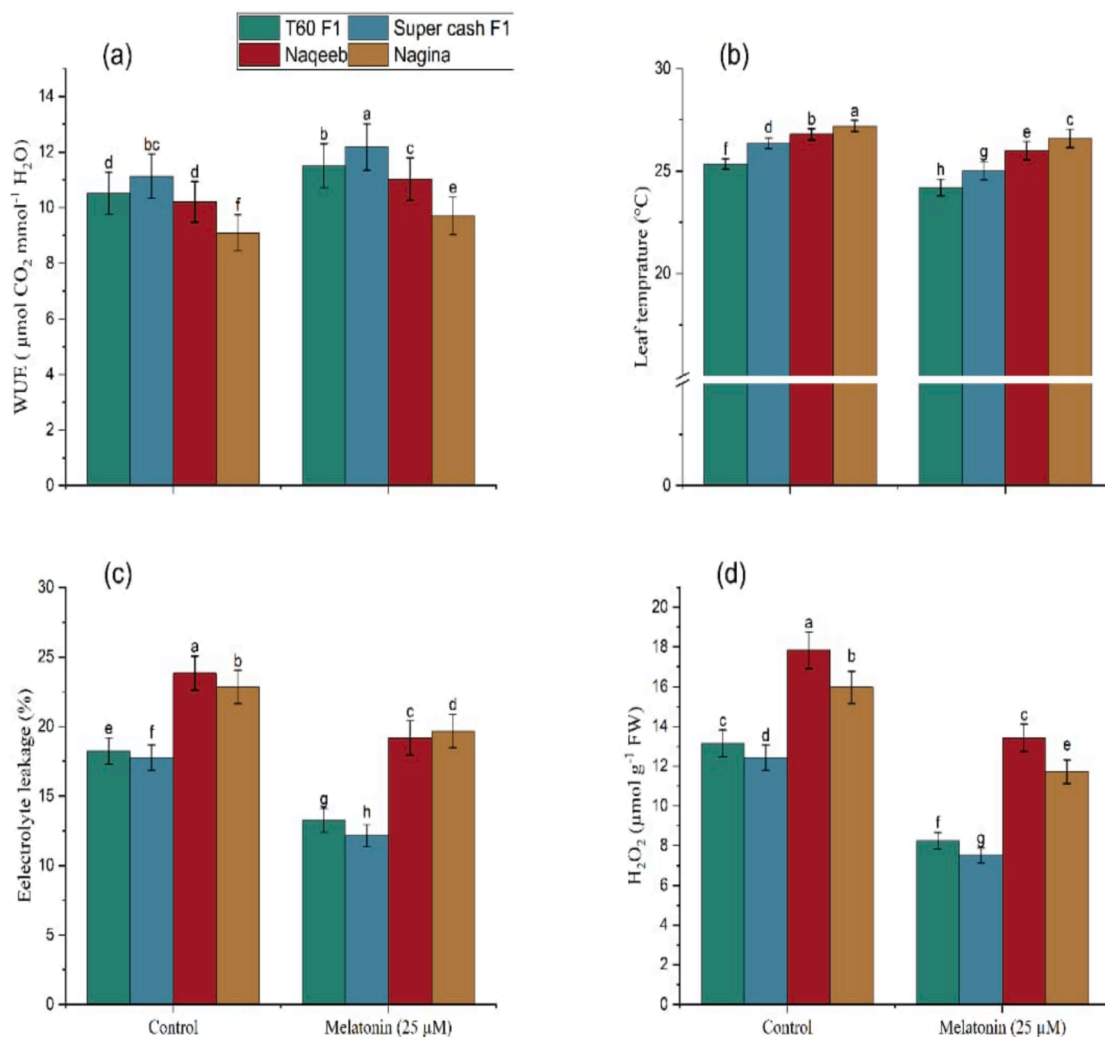 T60 F1 Super cash F1
Naqeeb Nagina
(a)
WUE ( μmol CO₂ mmol⁻¹ H₂O)
14
12
10
8
6
4
2
0
d bc d f
b a c e
(b)
Leaf temprature (°C)
30
25
20
0
f d b a
h g e c
(c)
Eelectrolyte leakage (%)
30
25
20
15
10
5
0
e f a b
g h c d
Control Melatonin (25 μM)
(d)
H₂O₂ (μmol g⁻¹ FW)
20
18
16
14
12
10
8
6
4
2
0
c d a b
f g c e
Control Melatonin (25 μM)